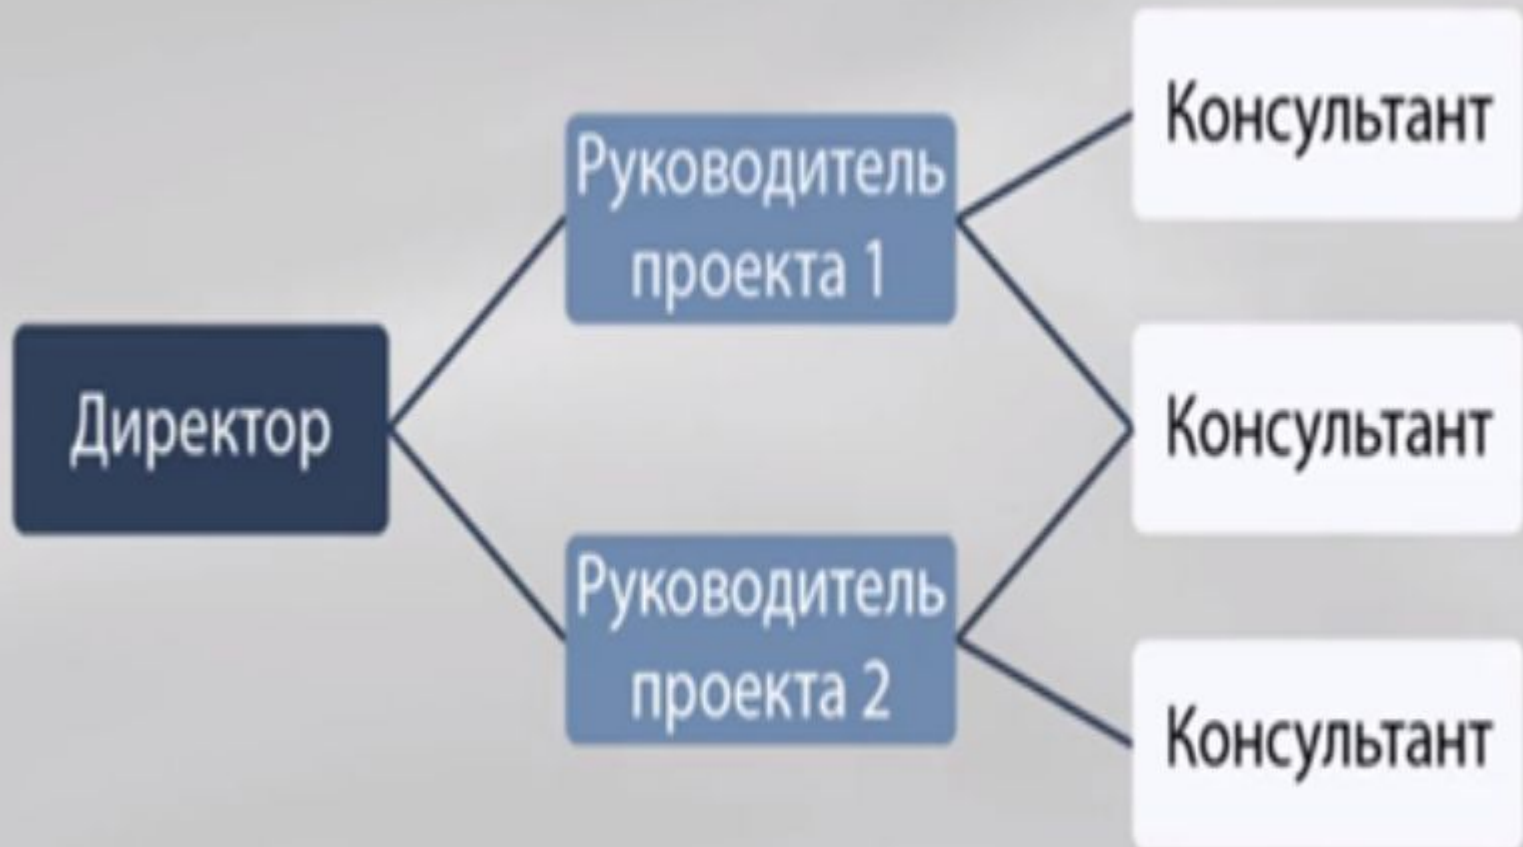 Директор
Руководитель
проекта 1
Руководитель
проекта 2
Консультант
Консультант
Консультант